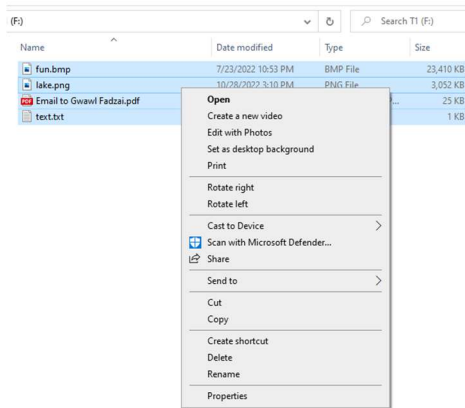 (F:) Search T1 (F:)
Name Date modified Type Size
fun.bmp 7/23/2022 10:53 PM BMP File 23,410 KB
lake.png 10/28/2022 3:10 PM PNG File 3,052 KB
PDF Email to Gwawl Fadzai.pdf ... 25 KB
text.txt 1 KB
Open
Create a new video
Edit with Photos
Set as desktop background
Print
Rotate right
Rotate left
Cast to Device
Scan with Microsoft Defender...
Share
Send to
Cut
Copy
Create shortcut
Delete
Rename
Properties